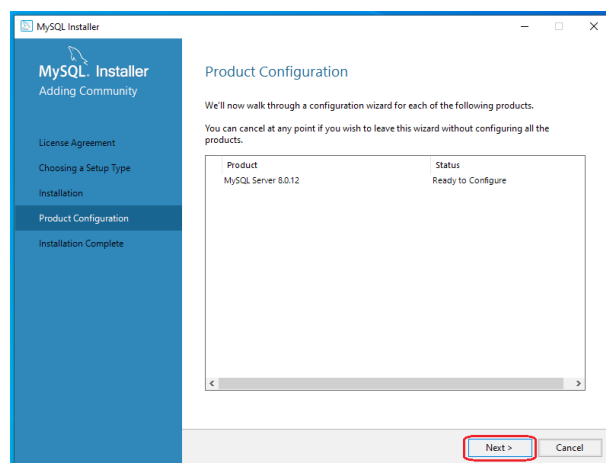 MySQL Installer
MySQL. Installer
Adding Community
License Agreement
Choosing a Setup Type
Installation
Product Configuration
Installation Complete
Product Configuration
We'll now walk through a configuration wizard for each of the following products.
You can cancel at any point if you wish to leave this wizard without configuring all the
products.
Product Status
MySQL Server 8.0.12 Ready to Configure
Next > Cancel